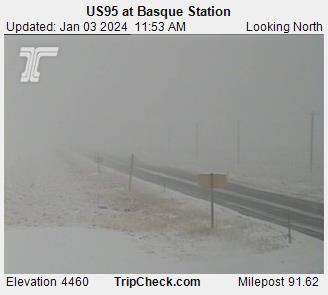 US95 at Basque Station
Updated: Jan 03 2024 11:53 AM Looking North
Elevation 4460 TripCheck.com Milepost 91.62